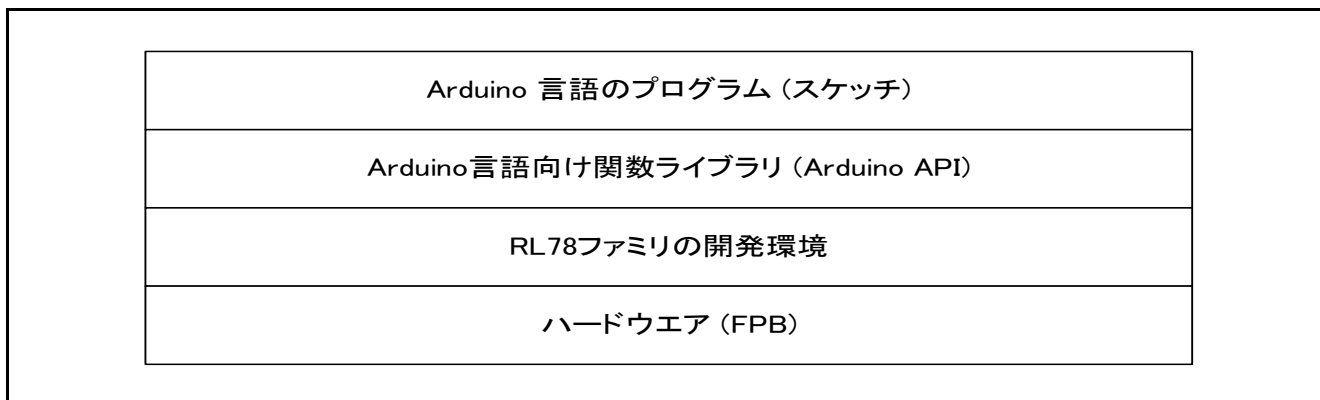 Arduino 言語のプログラム（スケッチ）
Arduino言語向け関数ライブラリ（Arduino API）
RL78ファミリの開発環境
ハードウエア（FPB）